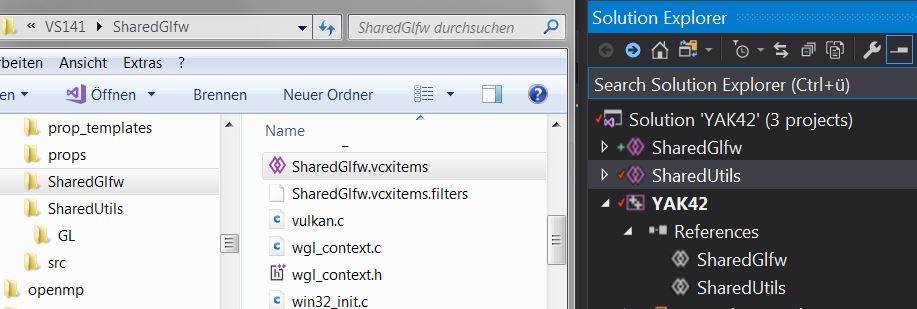 « VS141 SharedGlfw
SharedGlfw durchsuchen
arbeiten Ansicht Extras ?
en Öffnen Brennen Neuer Ordner
prop_templates
props
SharedGlfw
SharedUtils
GL
src
openmp
Name
SharedGlfw.vcxitems
SharedGlfw.vcxitems.filters
vulkan.c
wgl_context.c
wgl_context.h
win32_init.c
Solution Explorer
Search Solution Explorer (Ctrl+ü)
Solution 'YAK42' (3 projects)
SharedGlfw
SharedUtils
YAK42
References
SharedGlfw
SharedUtils